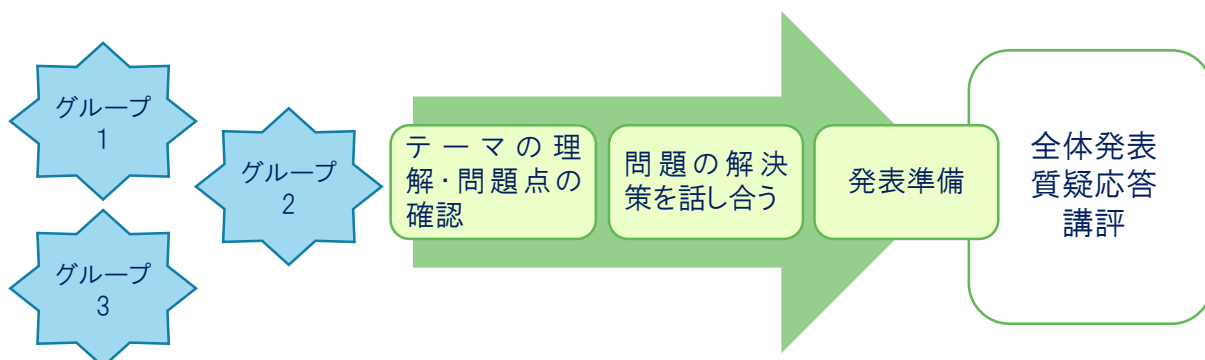 グループ
1
グループ
2
グループ
3
テーマの理
解・問題点の
確認
問題の解決
策を話し合う
発表準備
全体発表
質疑応答
講評